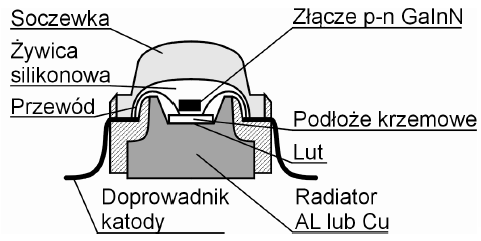 Soczewka
Złącze p-n GaInN
Żywica
silikonowa
Przewód
Podłoże krzemowe
Lut
Doprowadnik
katody
Radiator
AL lub Cu